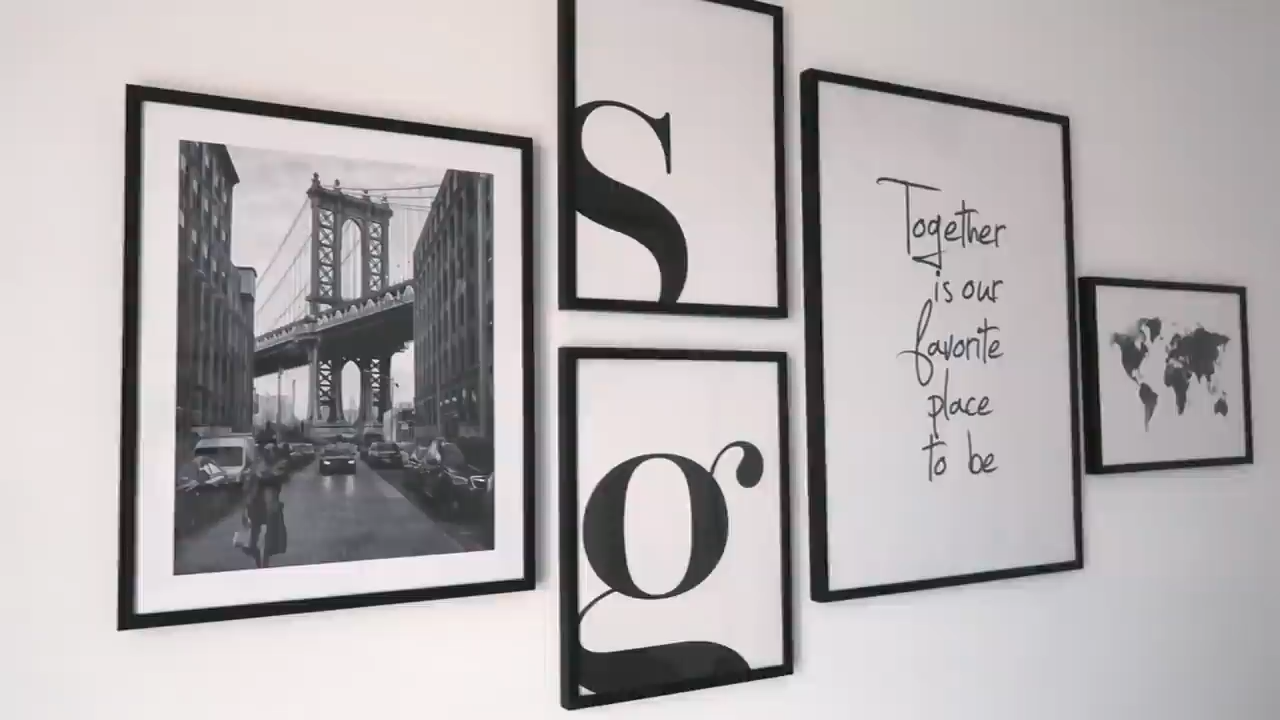 S
g
Together
is our
favorite
place
to be